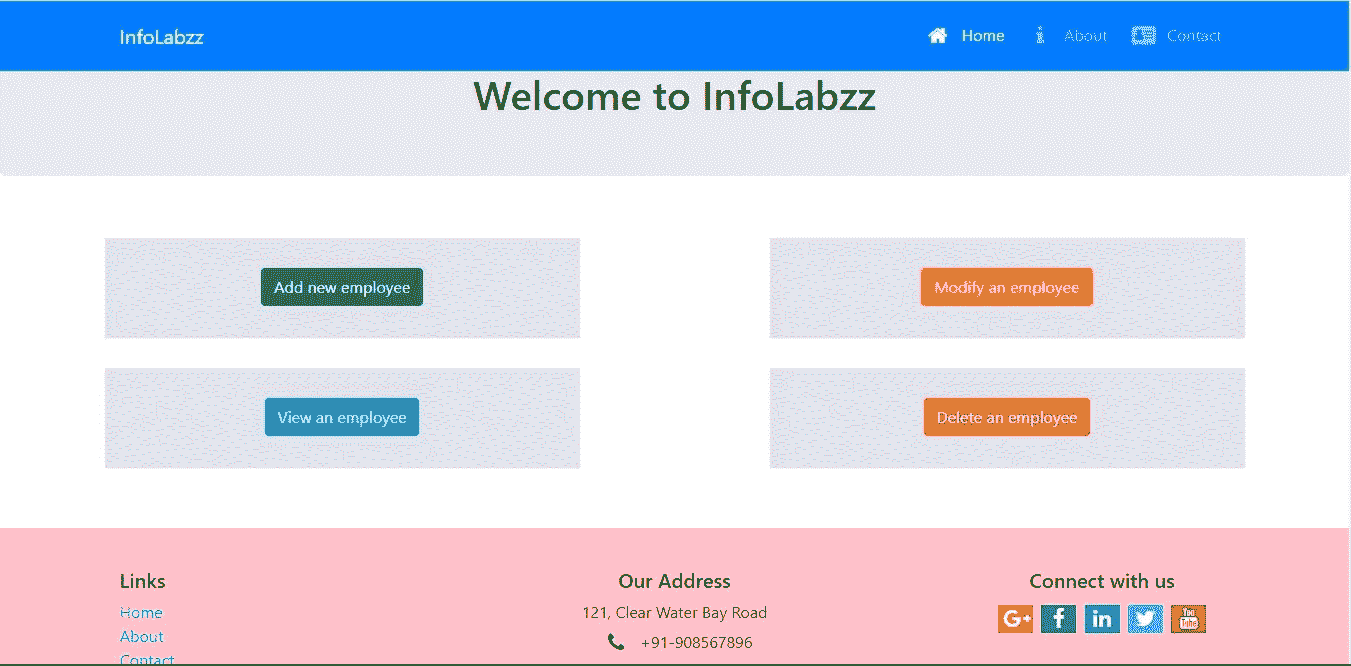 InfoLabzz Home About Contact
Welcome to InfoLabzz
Add new employee
Modify an employee
View an employee
Delete an employee
Links
Home
About
Contact
Our Address
121, Clear Water Bay Road
+91-908567896
Connect with us
G+ f in You Tube